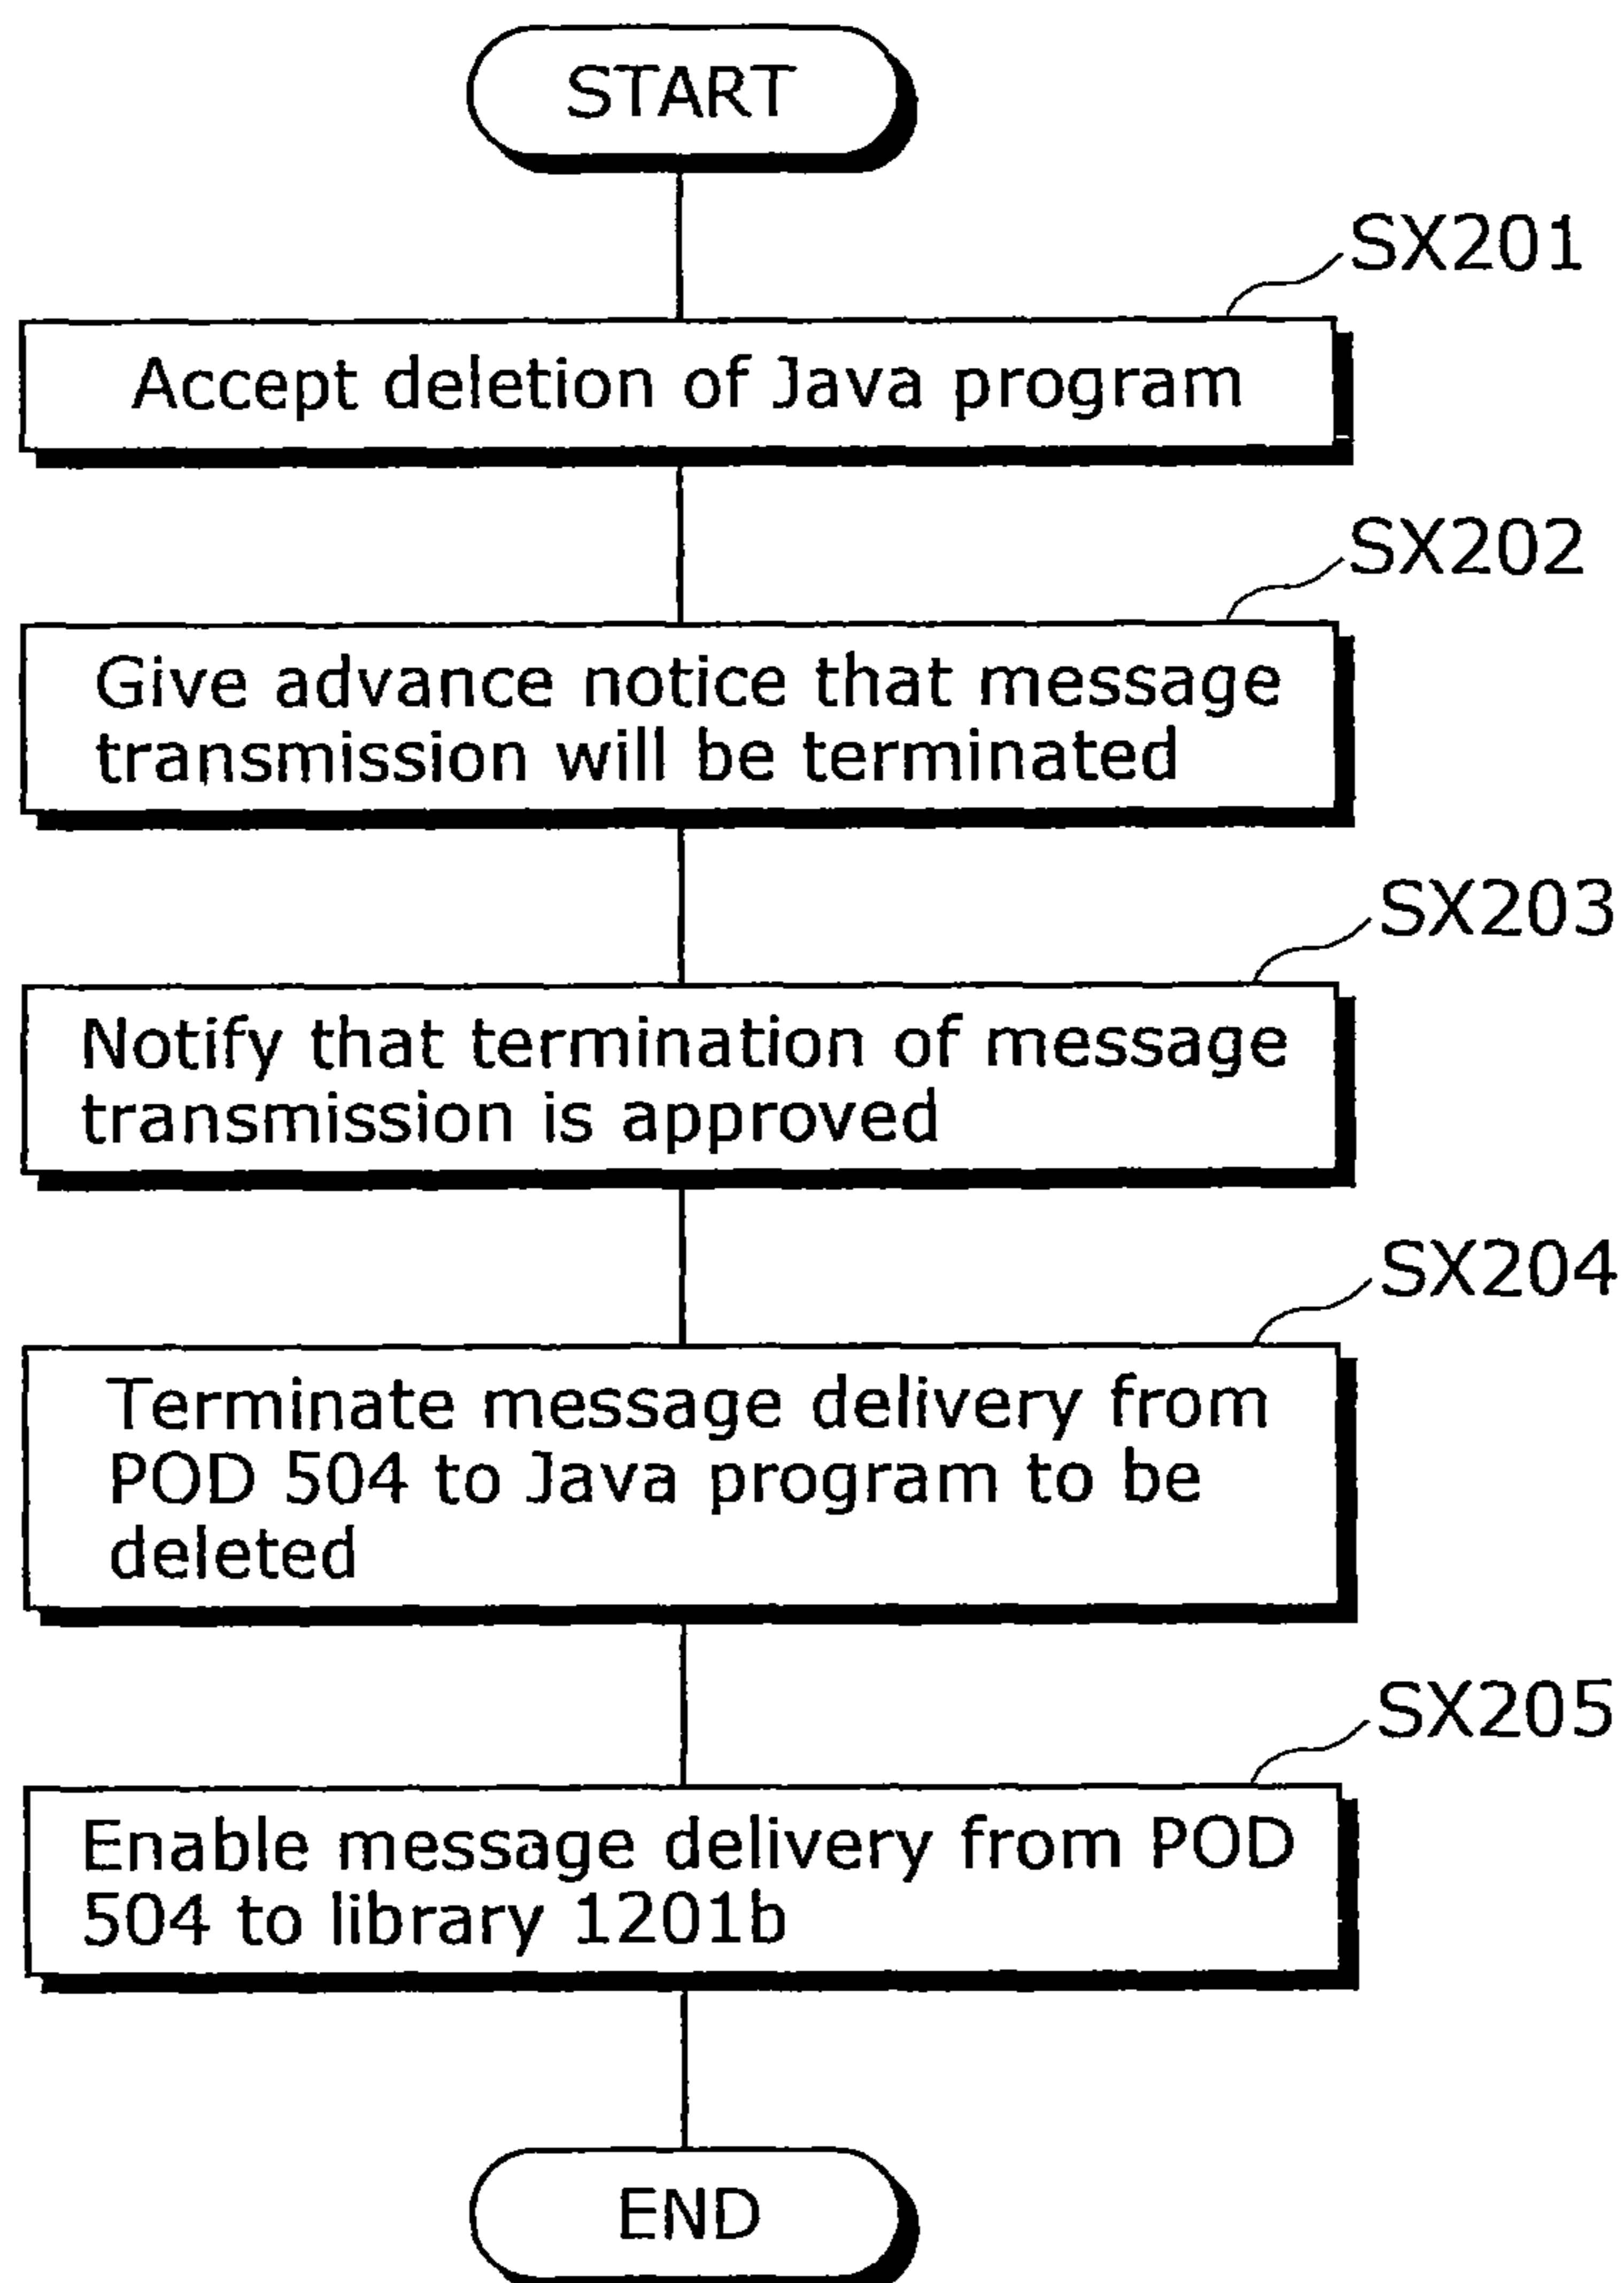 START
SX201
Accept deletion of Java program
SX202
Give advance notice that message
transmission will be terminated
SX203
Notify that termination of message
transmission is approved
SX204
Terminate message delivery from
POD 504 to Java program to be
deleted
SX205
Enable message delivery from POD
504 to library 1201b
END